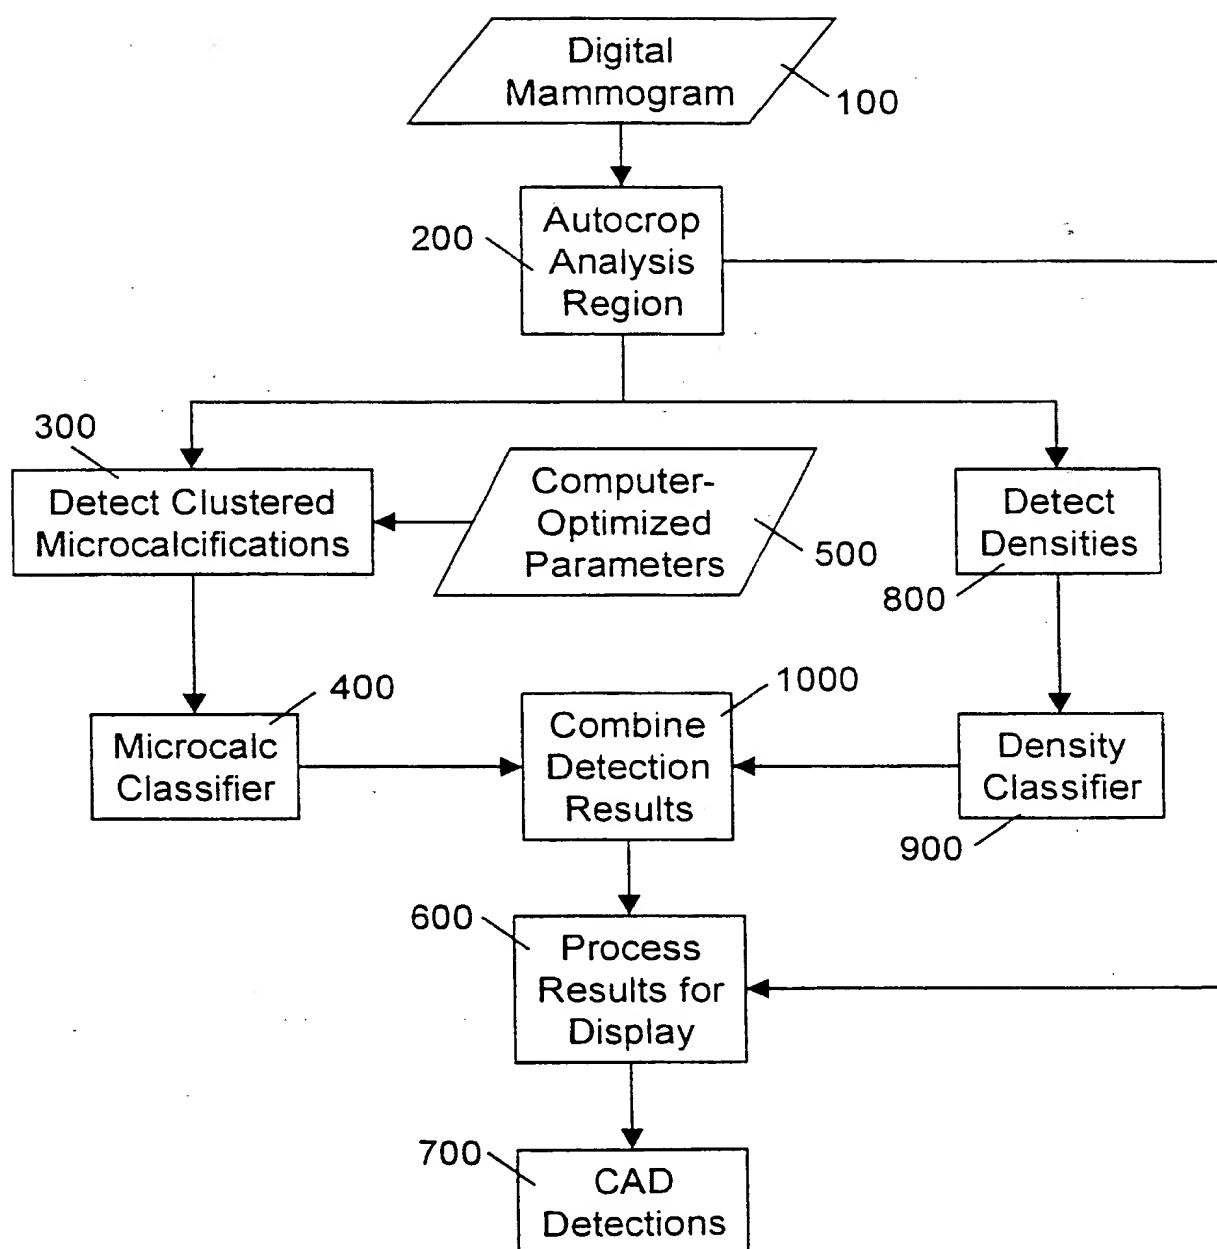 Digital
Mammogram
100
Autocrop
Analysis
Region
200
300
Detect Clustered
Microcalcifications
Computer-
Optimized
Parameters
500
Detect
Densities
800
400
Microcalc
Classifier
1000
Combine
Detection
Results
Density
Classifier
900
600
Process
Results for
Display
700
CAD
Detections